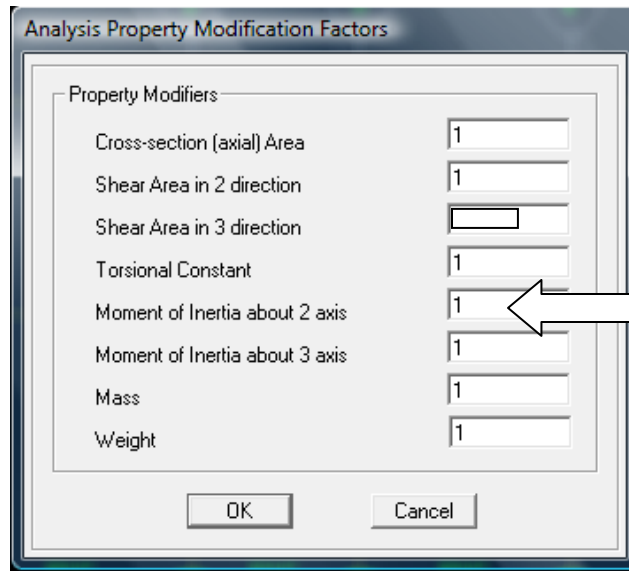 Analysis Property Modification Factors
Property Modifiers
Cross-section (axial) Area 1
Shear Area in 2 direction 1
Shear Area in 3 direction
Torsional Constant 1
Moment of Inertia about 2 axis 1
Moment of Inertia about 3 axis 1
Mass 1
Weight 1
OK Cancel